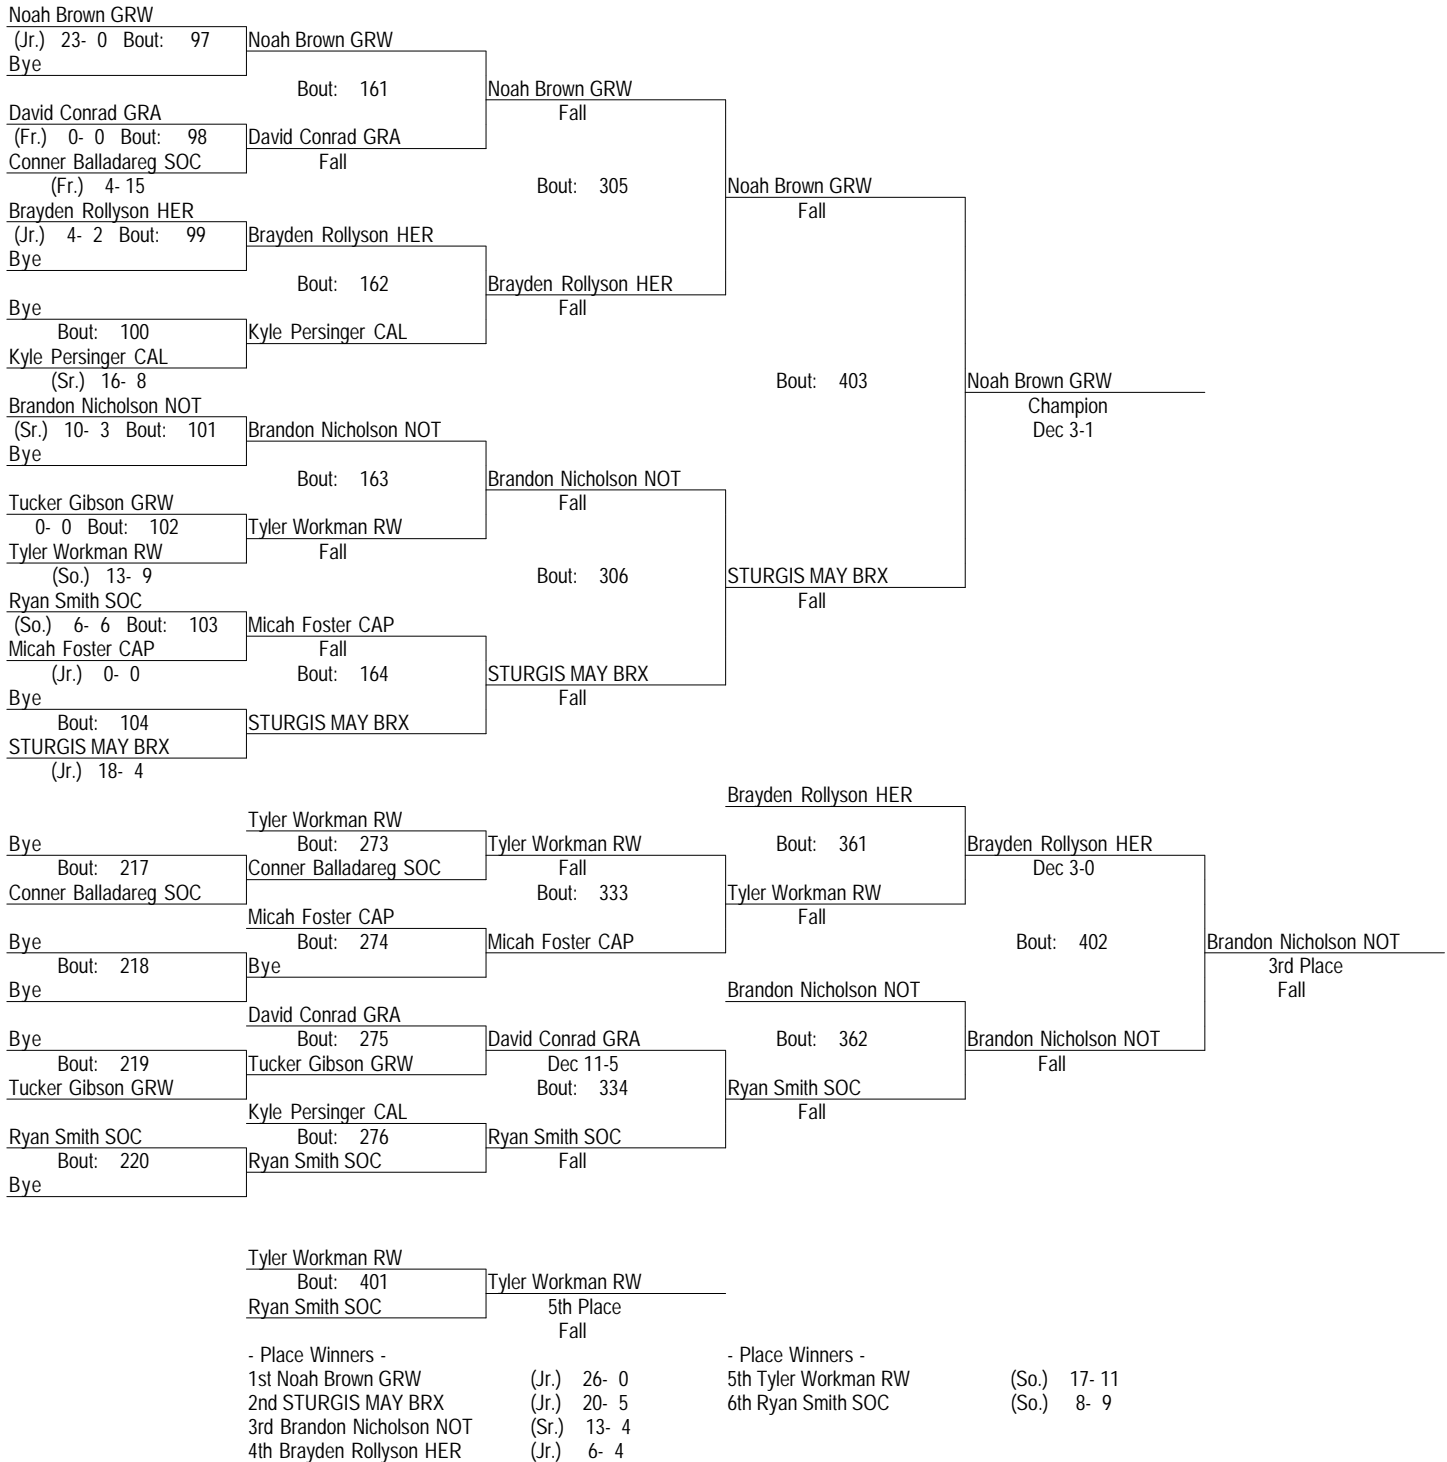 Noah Brown GRW
(Jr.) 23- 0 Bout: 97 Noah Brown GRW
Bye
Bout: 161 Noah Brown GRW
David Conrad GRA Fall
(Fr.) 0- 0 Bout: 98 David Conrad GRA
Conner Balladareg SOC Fall
(Fr.) 4- 15 Bout: 305 Noah Brown GRW
Brayden Rollyson HER Fall
(Jr.) 4- 2 Bout: 99 Brayden Rollyson HER
Bye
Bout: 162 Brayden Rollyson HER
Bye Fall
Bout: 100 Kyle Persinger CAL
Kyle Persinger CAL
(Sr.) 16- 8 Bout: 403 Noah Brown GRW
Brandon Nicholson NOT Champion
(Sr.) 10- 3 Bout: 101 Brandon Nicholson NOT Dec 3-1
Bye
Bout: 163 Brandon Nicholson NOT
Tucker Gibson GRW Fall
0- 0 Bout: 102 Tyler Workman RW
Tyler Workman RW Fall
(So.) 13- 9 Bout: 306 STURGIS MAY BRX
Ryan Smith SOC Fall
(So.) 6- 6 Bout: 103 Micah Foster CAP
Micah Foster CAP Fall
(Jr.) 0- 0 Bout: 164 STURGIS MAY BRX
Bye Fall
Bout: 104 STURGIS MAY BRX
STURGIS MAY BRX
(Jr.) 18- 4
Brayden Rollyson HER
Tyler Workman RW
Bye Bout: 273 Tyler Workman RW Bout: 361 Brayden Rollyson HER
Bout: 217 Conner Balladareg SOC Fall Dec 3-0
Conner Balladareg SOC Bout: 333 Tyler Workman RW
Micah Foster CAP Fall
Bye Bout: 274 Micah Foster CAP Bout: 402 Brandon Nicholson NOT
Bout: 218 Bye 3rd Place
Bye Brandon Nicholson NOT Fall
David Conrad GRA
Bye Bout: 275 David Conrad GRA Bout: 362 Brandon Nicholson NOT
Bout: 219 Tucker Gibson GRW Dec 11-5 Fall
Tucker Gibson GRW Bout: 334 Ryan Smith SOC
Kyle Persinger CAL Fall
Ryan Smith SOC Bout: 276 Ryan Smith SOC
Bout: 220 Ryan Smith SOC Fall
Bye
Tyler Workman RW
Bout: 401 Tyler Workman RW
Ryan Smith SOC 5th Place
Fall
- Place Winners - - Place Winners -
1st Noah Brown GRW (Jr.) 26- 0 5th Tyler Workman RW (So.) 17- 11
2nd STURGIS MAY BRX (Jr.) 20- 5 6th Ryan Smith SOC (So.) 8- 9
3rd Brandon Nicholson NOT (Sr.) 13- 4
4th Brayden Rollyson HER (Jr.) 6- 4